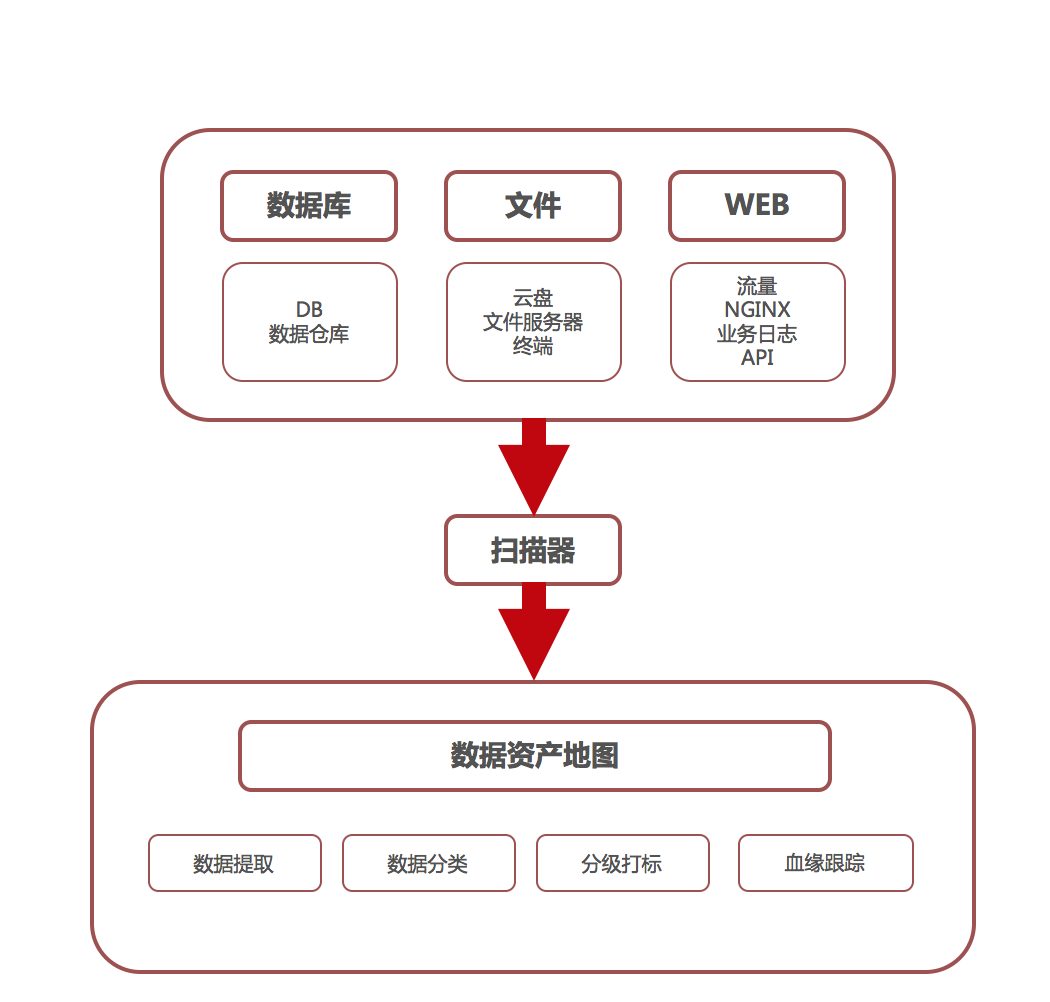 数据库
文件
WEB
DB
数据仓库
云盘
文件服务器
终端
流量
NGINX
业务日志
API
扫描器
数据资产地图
数据提取
数据分类
分级打标
血缘跟踪